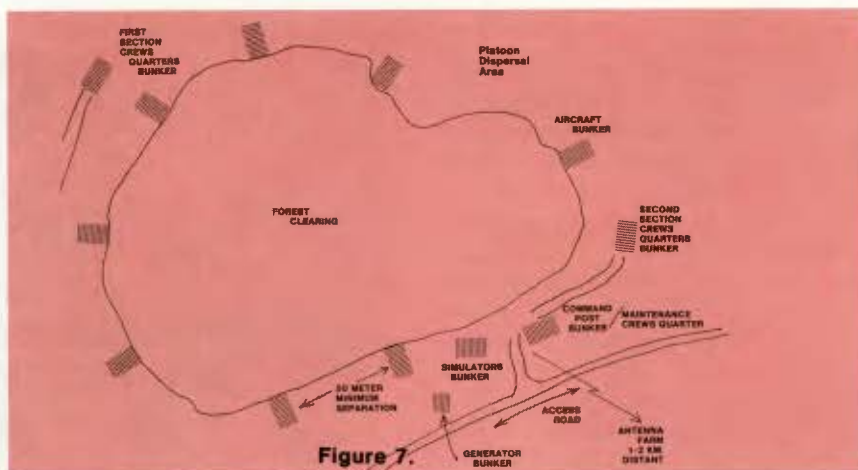 FIRST
SECTION
CREWS
QUARTERS
BUNKER
Platoon
Dispersal
Area
AIRCRAFT
BUNKER
FOREST
CLEARING
SECOND
SECTION
CREWS
QUARTERS
BUNKER
COMMAND
POST
BUNKER
MAINTENANCE
CREWS QUARTER
SIMULATORS
BUNKER
50 METER
MINIMUM
SEPARATION
ACCESS
ROAD
GENERATOR
BUNKER
ANTENNA
FARM
1-2 KM.
DISTANT
Figure 7.